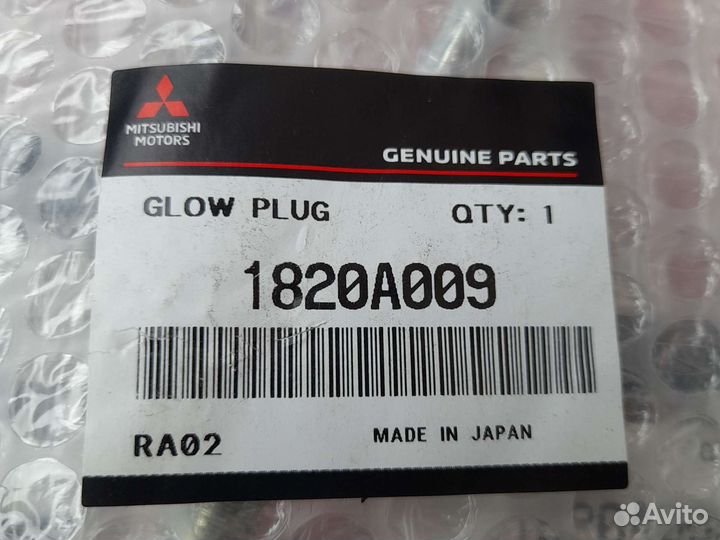 MITSUBISHI
MOTORS
GENUINE PARTS
GLOW PLUG QTY: 1
1820A009
RA02 MADE IN JAPAN
Avito